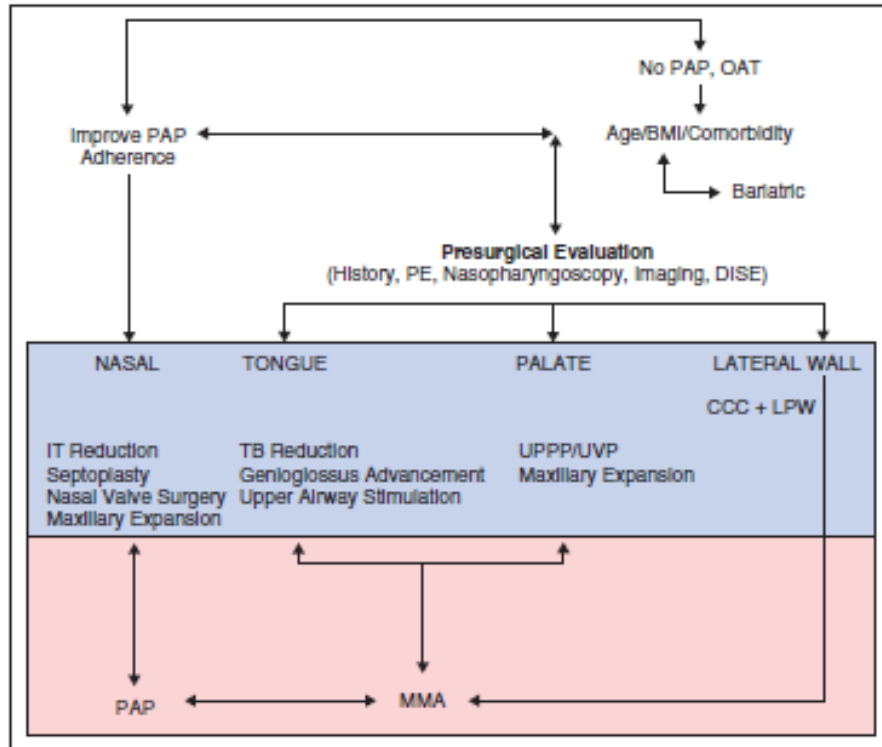 No PAP, OAT
Improve PAP
Adherence
Age/BMI/Comorbidity
Bariatric
Presurgical Evaluation
(History, PE, Nasopharyngoscopy, Imaging, DISE)
NASAL
TONGUE
PALATE
LATERAL WALL
CCC + LPW
IT Reduction
Septoplasty
Nasal Valve Surgery
Maxillary Expansion
TB Reduction
Genioglossus Advancement
Upper Airway Stimulation
UPPP/UVP
Maxillary Expansion
PAP
MMA